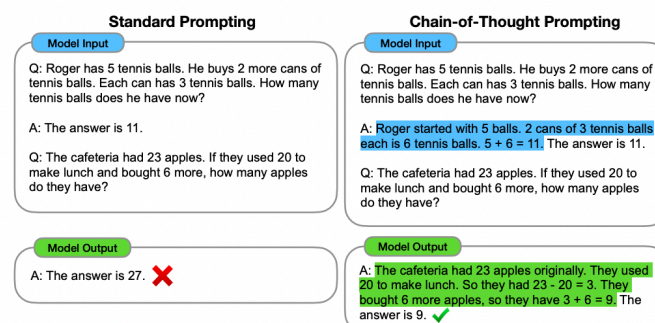 Standard Prompting
Model Input
Q: Roger has 5 tennis balls. He buys 2 more cans of
tennis balls. Each can has 3 tennis balls. How many
tennis balls does he have now?
A: The answer is 11.
Q: The cafeteria had 23 apples. If they used 20 to
make lunch and bought 6 more, how many apples
do they have?
Model Output
A: The answer is 27.
Chain-of-Thought Prompting
Model Input
Q: Roger has 5 tennis balls. He buys 2 more cans of
tennis balls. Each can has 3 tennis balls. How many
tennis balls does he have now?
A: Roger started with 5 balls. 2 cans of 3 tennis balls
each is 6 tennis balls. 5 + 6 = 11. The answer is 11.
Q: The cafeteria had 23 apples. If they used 20 to
make lunch and bought 6 more, how many apples
do they have?
Model Output
A: The cafeteria had 23 apples originally. They used
20 to make lunch. So they had 23 - 20 = 3. They
bought 6 more apples, so they have 3 + 6 = 9. The
answer is 9.